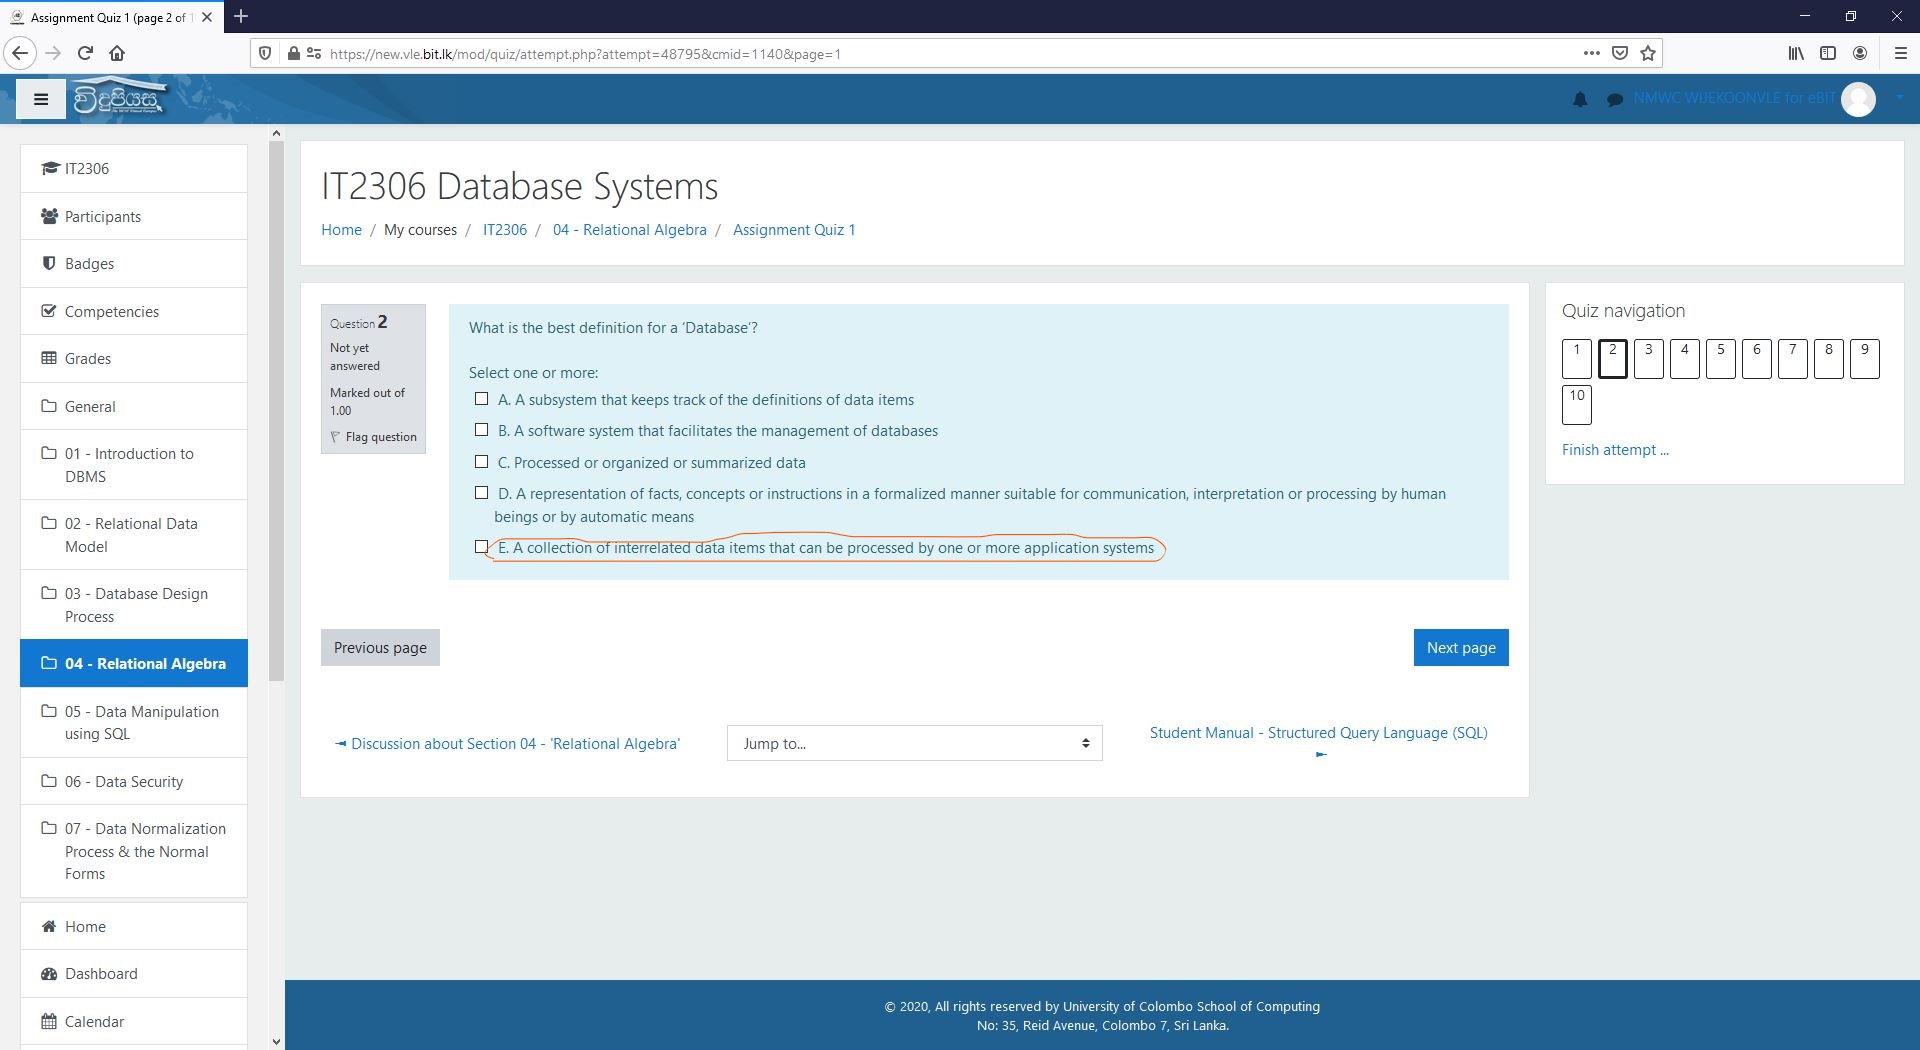 Assignment Quiz 1 (page 2 of 1
https://new.vle.bit.lk/mod/quiz/attempt.php?attempt=48795&cmid=1140&page=1
විදුපියස
NMWC WIJEKOONVLE for eBIT
IT2306
Participants
Badges
Competencies
Grades
General
01 - Introduction to
DBMS
02 - Relational Data
Model
03 - Database Design
Process
04 - Relational Algebra
05 - Data Manipulation
using SQL
06 - Data Security
07 - Data Normalization
Process & the Normal
Forms
Home
Dashboard
Calendar
IT2306 Database Systems
Home / My courses / IT2306 / 04 - Relational Algebra / Assignment Quiz 1
Question 2
Not yet
answered
Marked out of
1.00
Flag question
What is the best definition for a ‘Database’?
Select one or more:
A. A subsystem that keeps track of the definitions of data items
B. A software system that facilitates the management of databases
C. Processed or organized or summarized data
D. A representation of facts, concepts or instructions in a formalized manner suitable for communication, interpretation or processing by human
beings or by automatic means
E. A collection of interrelated data items that can be processed by one or more application systems
Previous page
Next page
◄ Discussion about Section 04 - 'Relational Algebra'
Jump to...
Student Manual - Structured Query Language (SQL)
►
Quiz navigation
1 2 3 4 5 6 7 8 9
10
Finish attempt ...
© 2020, All rights reserved by University of Colombo School of Computing
No: 35, Reid Avenue, Colombo 7, Sri Lanka.